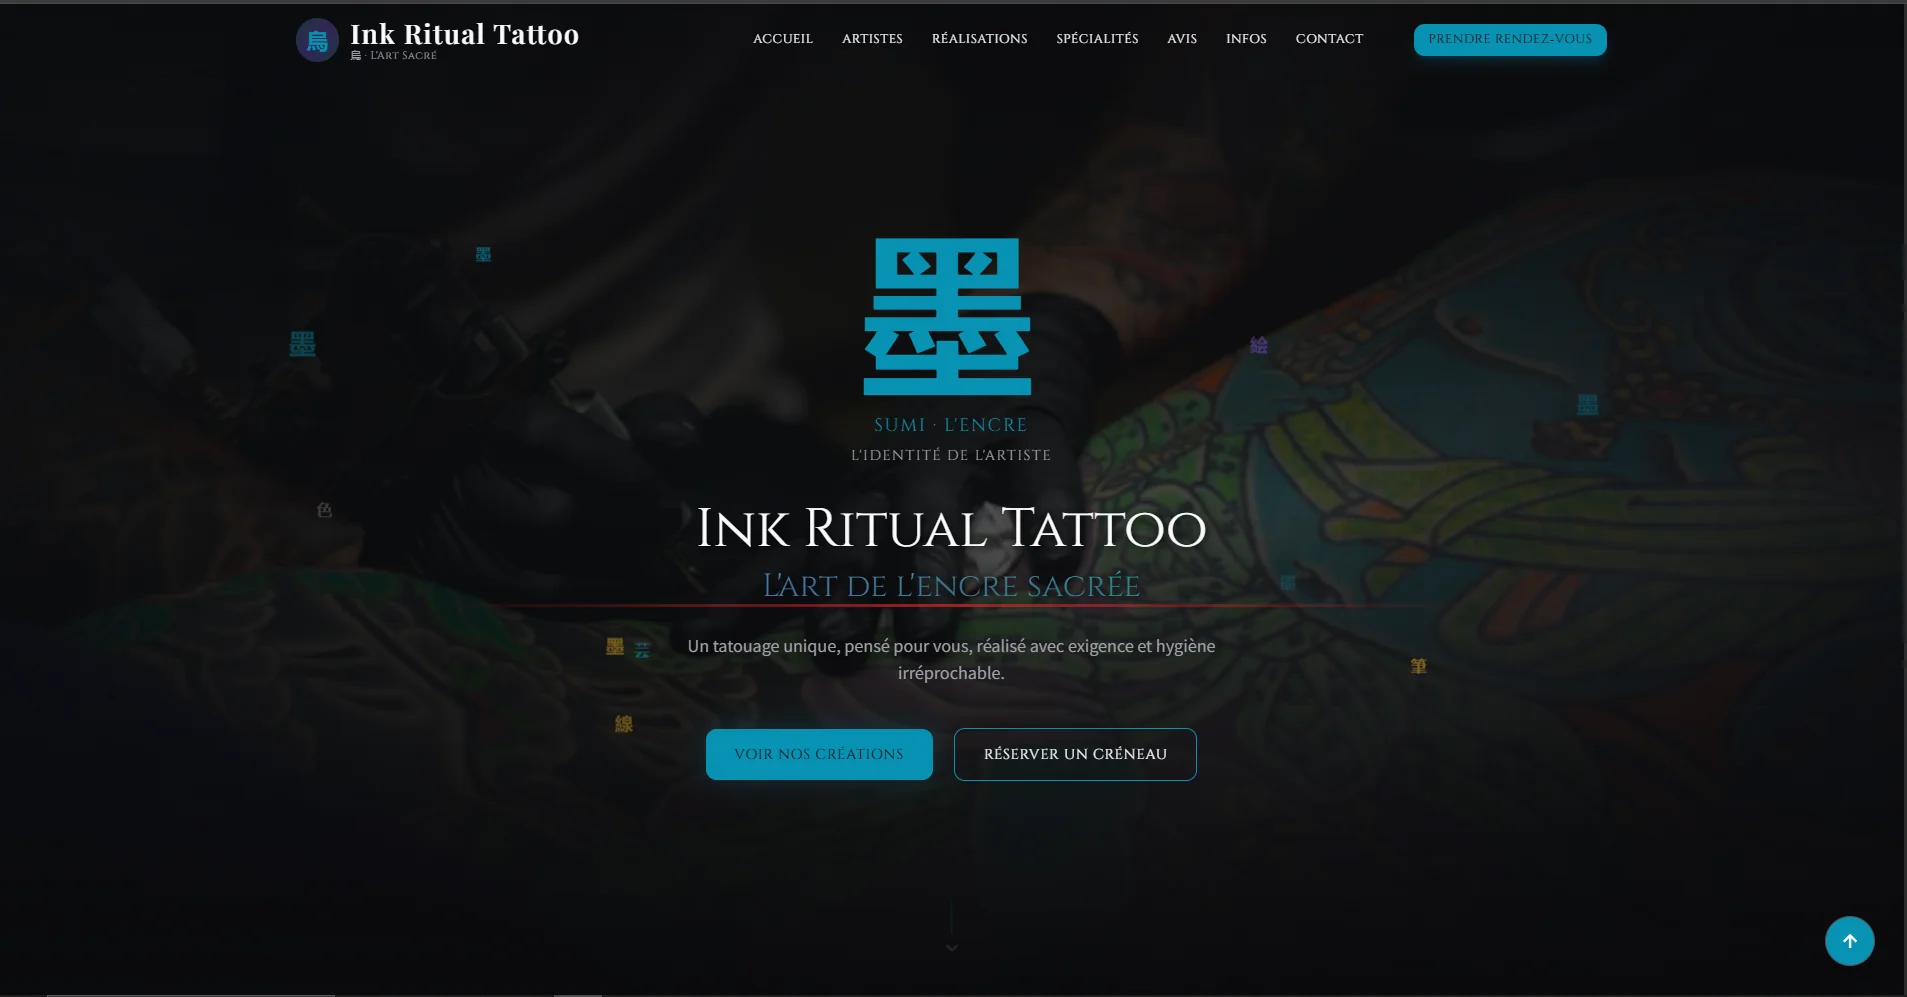 烏
Ink Ritual Tattoo
烏 · L'Art Sacré
ACCUEIL
ARTISTES
RÉALISATIONS
SPÉCIALITÉS
AVIS
INFOS
CONTACT
PRENDRE RENDEZ-VOUS
墨
墨
墨
絵
墨
SUMI · L'ENCRE
L'IDENTITÉ DE L'ARTISTE
色
Ink Ritual Tattoo
L'art de l'encre sacrée
墨
芸
Un tatouage unique, pensé pour vous, réalisé avec exigence et hygiène
irréprochable.
筆
線
VOIR NOS CRÉATIONS
RÉSERVER UN CRÉNEAU